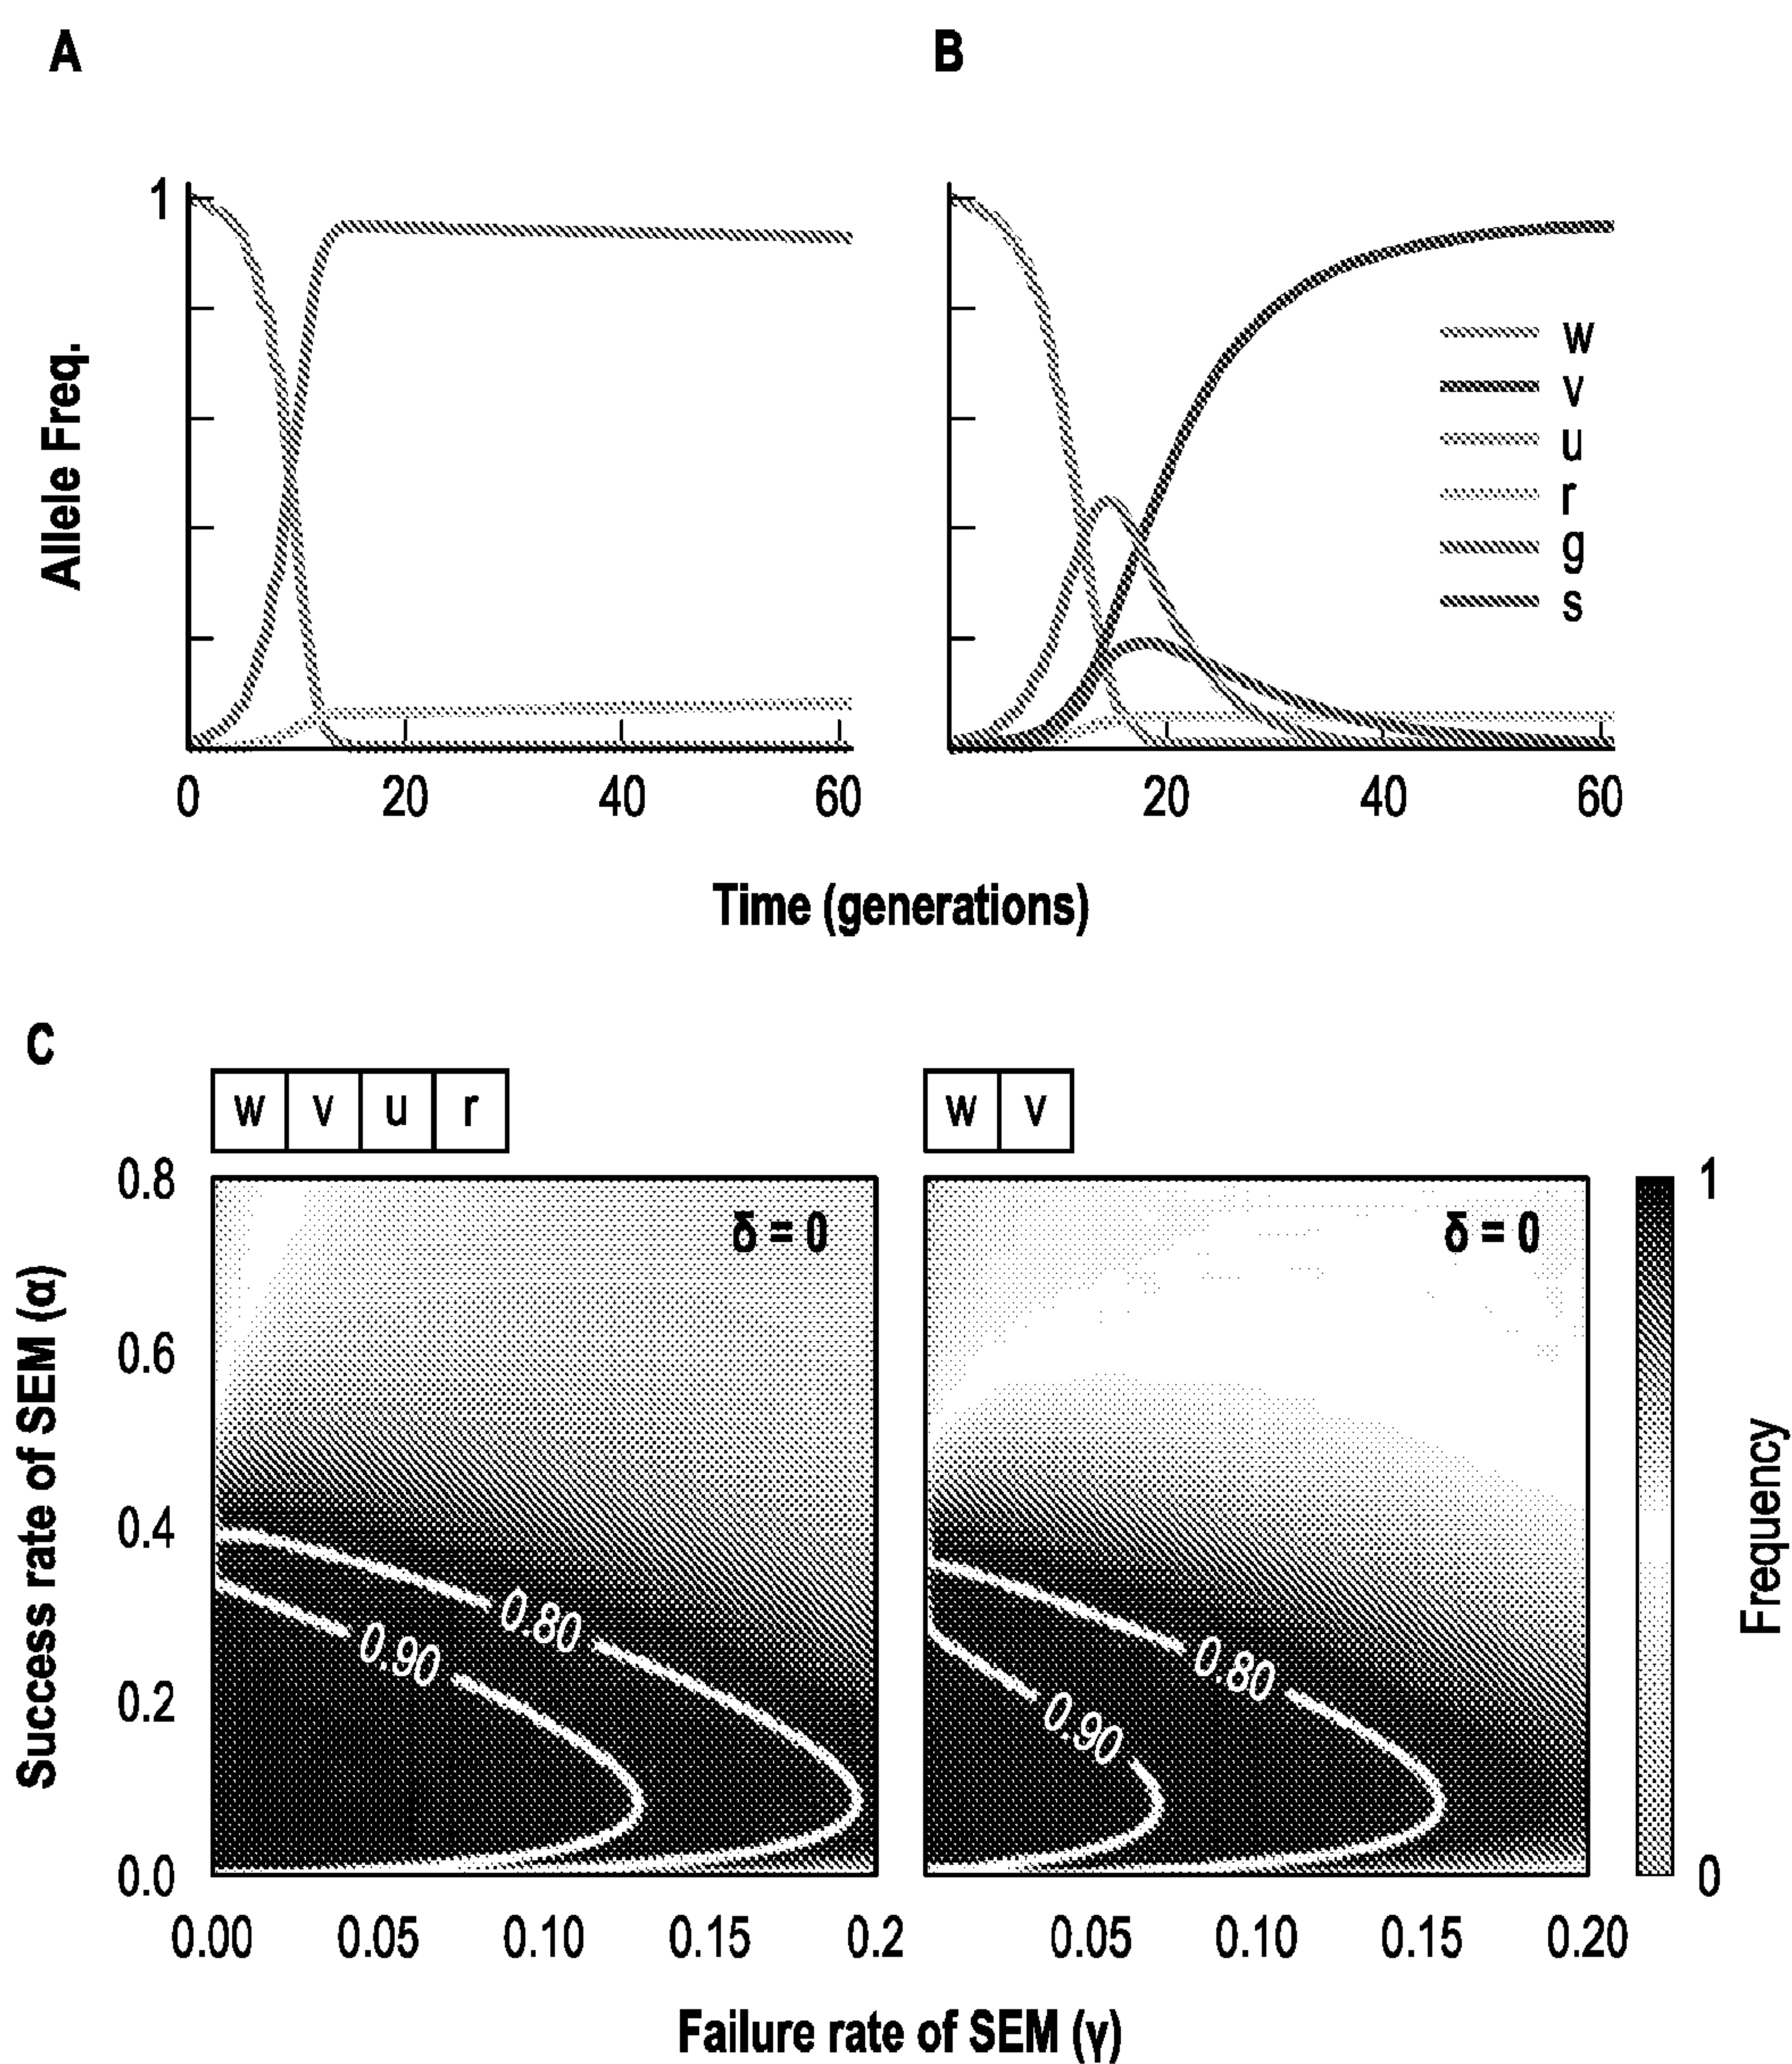 A
B
1
Allele Freq.
w
v
u
r
g
s
0 20 40 60
20 40 60
Time (generations)
C
w v u r
w v
0.8
0.6
0.4
0.2
0.0
Success rate of SEM (α)
δ = 0
0.80
0.90
δ = 0
0.80
0.90
1
0
Frequency
0.00 0.05 0.10 0.15 0.2
0.05 0.10 0.15 0.20
Failure rate of SEM (γ)